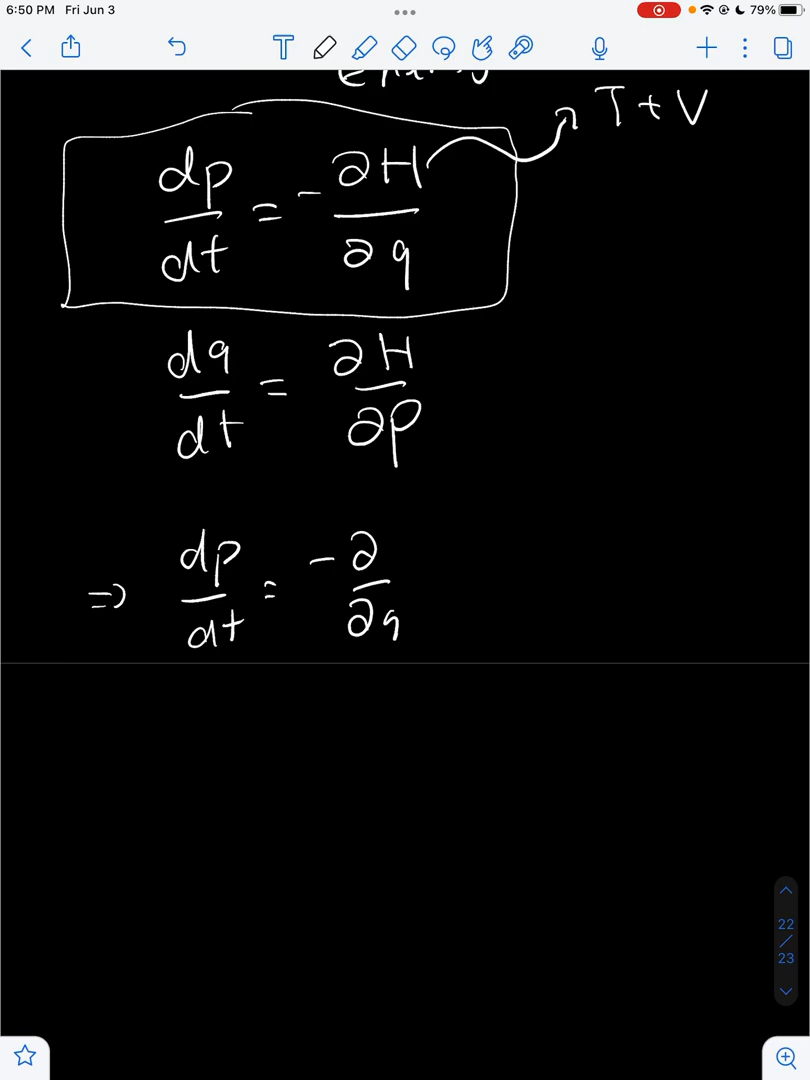 6:50 PM Fri Jun 3
79%
T
T + V
dp/dt = - ∂H/∂q
dq/dt = ∂H/∂p
⇒ dp/dt = -∂/∂q
22
/
23